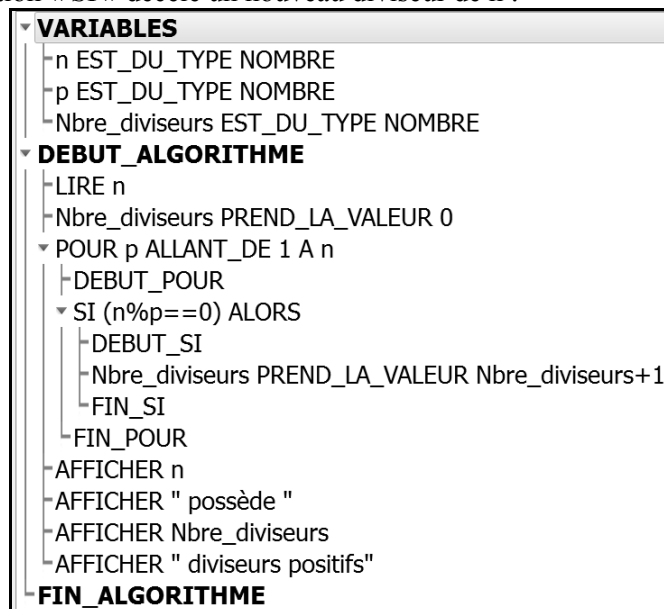 VARIABLES
n EST_DU_TYPE NOMBRE
p EST_DU_TYPE NOMBRE
Nbre_diviseurs EST_DU_TYPE NOMBRE
DEBUT_ALGORITHME
LIRE n
Nbre_diviseurs PREND_LA_VALEUR 0
POUR p ALLANT_DE 1 A n
DEBUT_POUR
SI (n%p==0) ALORS
DEBUT_SI
Nbre_diviseurs PREND_LA_VALEUR Nbre_diviseurs+1
FIN_SI
FIN_POUR
AFFICHER n
AFFICHER " possède "
AFFICHER Nbre_diviseurs
AFFICHER " diviseurs positifs"
FIN_ALGORITHME